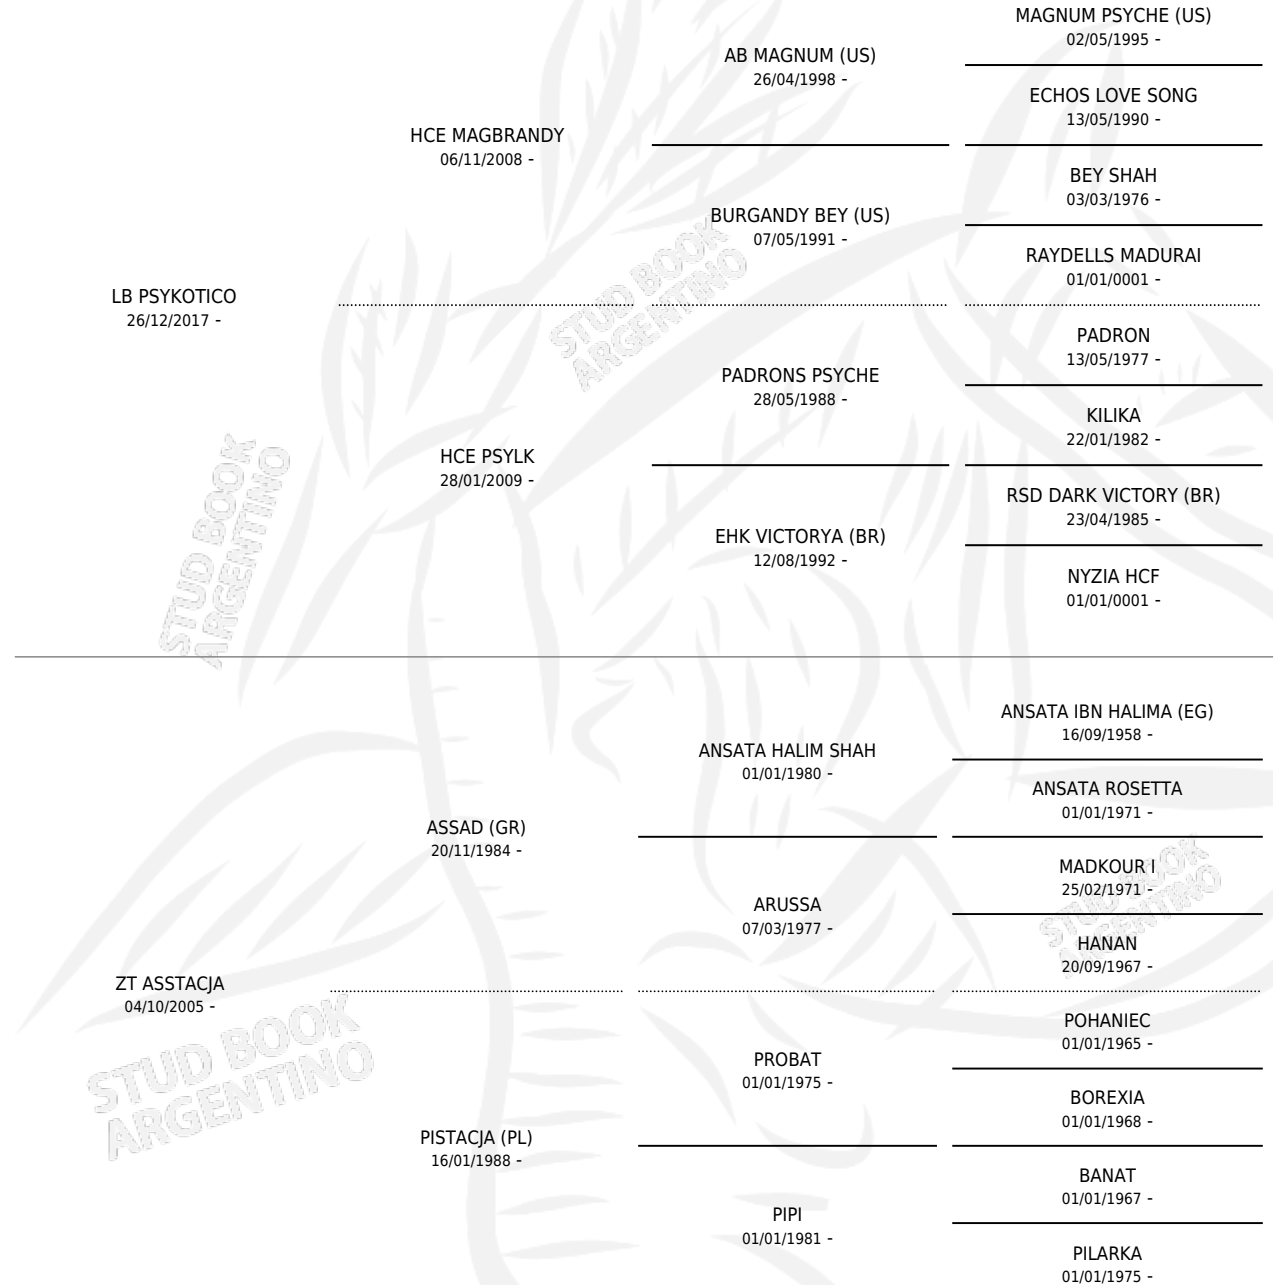 MAGNUM PSYCHE (US)
02/05/1995 -
AB MAGNUM (US)
26/04/1998 -
ECHOS LOVE SONG
13/05/1990 -
HCE MAGBRANDY
06/11/2008 -
BEY SHAH
03/03/1976 -
BURGANDY BEY (US)
07/05/1991 -
RAYDELLS MADURAI
01/01/0001 -
LB PSYKOTICO
26/12/2017 -
PADRON
13/05/1977 -
PADRONS PSYCHE
28/05/1988 -
KILIKA
22/01/1982 -
HCE PSYLK
28/01/2009 -
RSD DARK VICTORY (BR)
23/04/1985 -
EHK VICTORYA (BR)
12/08/1992 -
NYZIA HCF
01/01/0001 -
STUD BOOK
ARGENTINO
STUD BOOK
ARGENTINO
ANSATA IBN HALIMA (EG)
16/09/1958 -
ANSATA HALIM SHAH
01/01/1980 -
ANSATA ROSETTA
01/01/1971 -
ASSAD (GR)
20/11/1984 -
MADKOUR I
25/02/1971 -
ARUSSA
07/03/1977 -
HANAN
20/09/1967 -
ZT ASSTACJA
04/10/2005 -
POHANIEC
01/01/1965 -
PROBAT
01/01/1975 -
BOREXIA
01/01/1968 -
PISTACJA (PL)
16/01/1988 -
BANAT
01/01/1967 -
PIPI
01/01/1981 -
PILARKA
01/01/1975 -
STUD BOOK
ARGENTINO
STUD BOOK
ARGENTINO